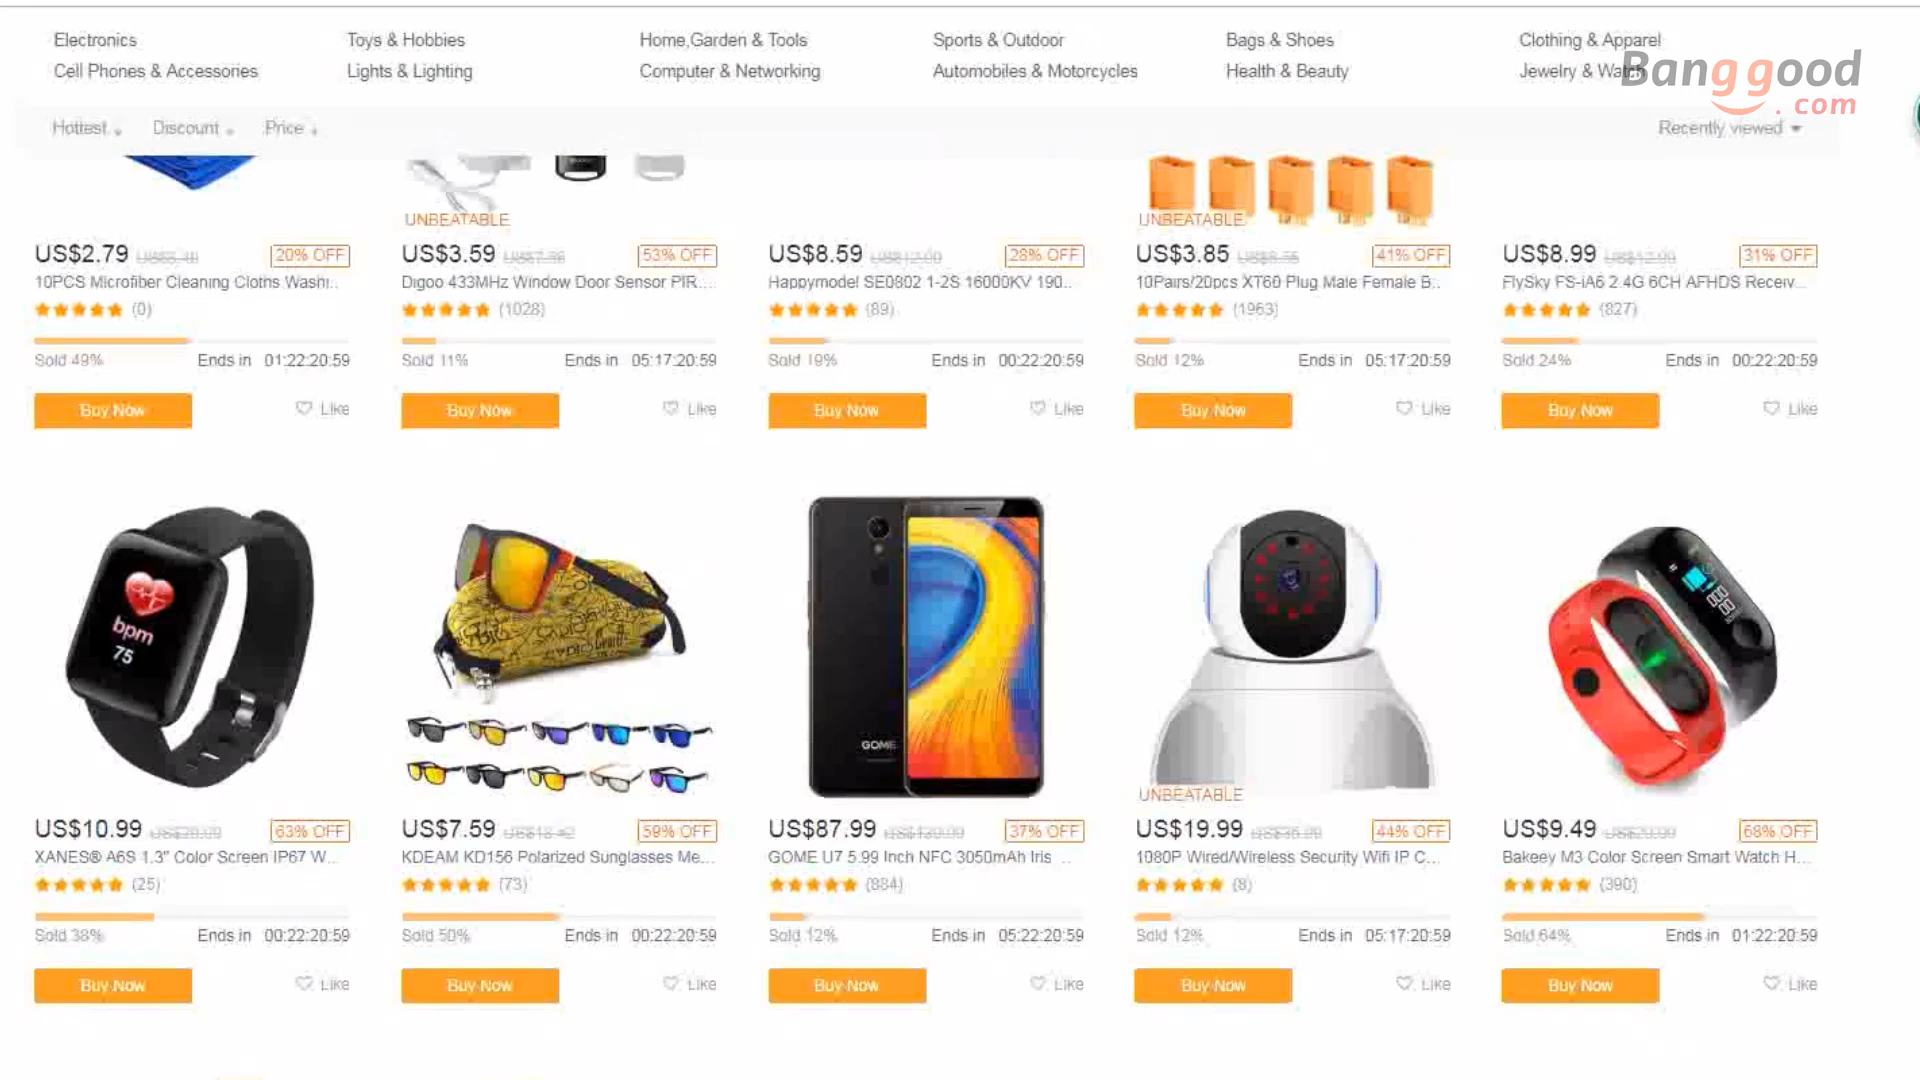 Electronics
Toys & Hobbies
Home,Garden & Tools
Sports & Outdoor
Bags & Shoes
Clothing & Apparel
Cell Phones & Accessories
Lights & Lighting
Computer & Networking
Automobiles & Motorcycles
Health & Beauty
Jewelry & Watch
Banggood
.com
Hottest
Discount
Price
Recently viewed
UNBEATABLE
UNBEATABLE
US$2.79 20% OFF
10PCS Microfiber Cleaning Cloths Washi..
(0)
Sold 49% Ends in 01:22:20:59
Buy Now Like
US$3.59 53% OFF
Digoo 433MHz Window Door Sensor PIR....
(1028)
Sold 11% Ends in 05:17:20:59
Buy Now Like
US$8.59 28% OFF
Happymodel SE0802 1-2S 16000KV 190..
(89)
Sold 19% Ends in 00:22:20:59
Buy Now Like
US$3.85 41% OFF
10Pairs/20pcs XT60 Plug Male Female B..
(1963)
Sold 12% Ends in 05:17:20:59
Buy Now Like
US$8.99 31% OFF
FlySky FS-iA6 2.4G 6CH AFHDS Receiv...
(827)
Sold 24% Ends in 00:22:20:59
Buy Now Like
bpm
75
GOME
UNBEATABLE
US$10.99 63% OFF
XANES® A6S 1.3" Color Screen IP67 W...
(25)
Sold 38% Ends in 00:22:20:59
Buy Now Like
US$7.59 59% OFF
KDEAM KD156 Polarized Sunglasses Me...
(73)
Sold 50% Ends in 00:22:20:59
Buy Now Like
US$87.99 37% OFF
GOME U7 5.99 Inch NFC 3050mAh Iris ...
(884)
Sold 12% Ends in 05:22:20:59
Buy Now Like
US$19.99 44% OFF
1080P Wired/Wireless Security Wifi IP C...
(8)
Sold 12% Ends in 05:17:20:59
Buy Now Like
US$9.49 68% OFF
Bakeey M3 Color Screen Smart Watch H...
(390)
Sold 64% Ends in 01:22:20:59
Buy Now Like